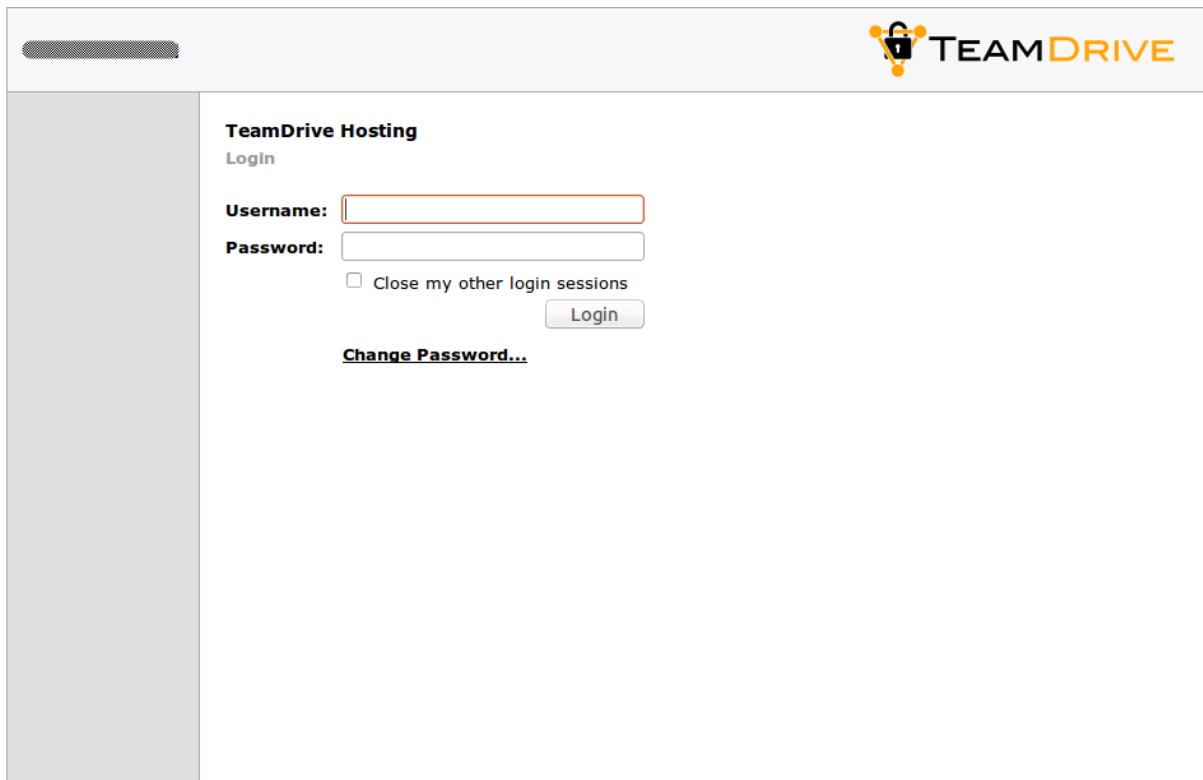 TEAMDRIVE
TeamDrive Hosting
Login
Username:
Password:
Close my other login sessions
Login
Change Password...